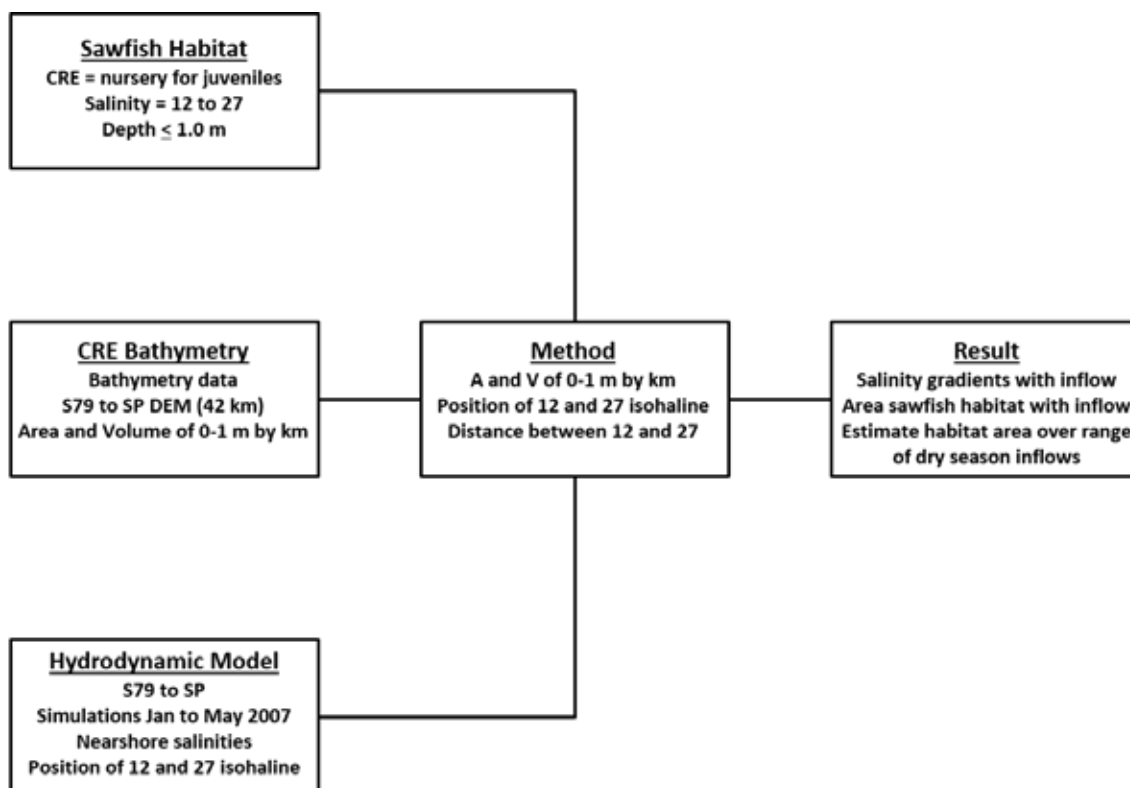 Sawfish Habitat
CRE = nursery for juveniles
Salinity = 12 to 27
Depth ≤ 1.0 m
CRE Bathymetry
Bathymetry data
S79 to SP DEM (42 km)
Area and Volume of 0-1 m by km
Method
A and V of 0-1 m by km
Position of 12 and 27 isohaline
Distance between 12 and 27
Result
Salinity gradients with inflow
Area sawfish habitat with inflow
Estimate habitat area over range
of dry season inflows
Hydrodynamic Model
S79 to SP
Simulations Jan to May 2007
Nearshore salinities
Position of 12 and 27 isohaline